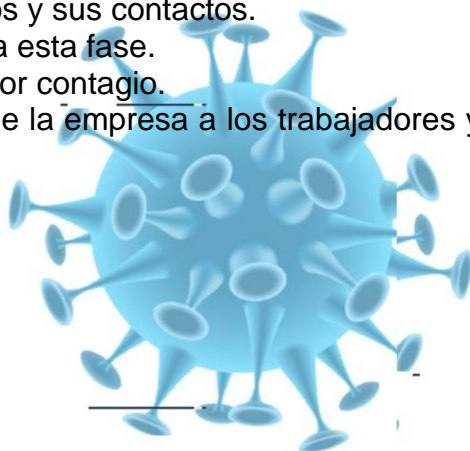 os y sus contactos.
a esta fase.
or contagio.
e la empresa a los trabajadores y